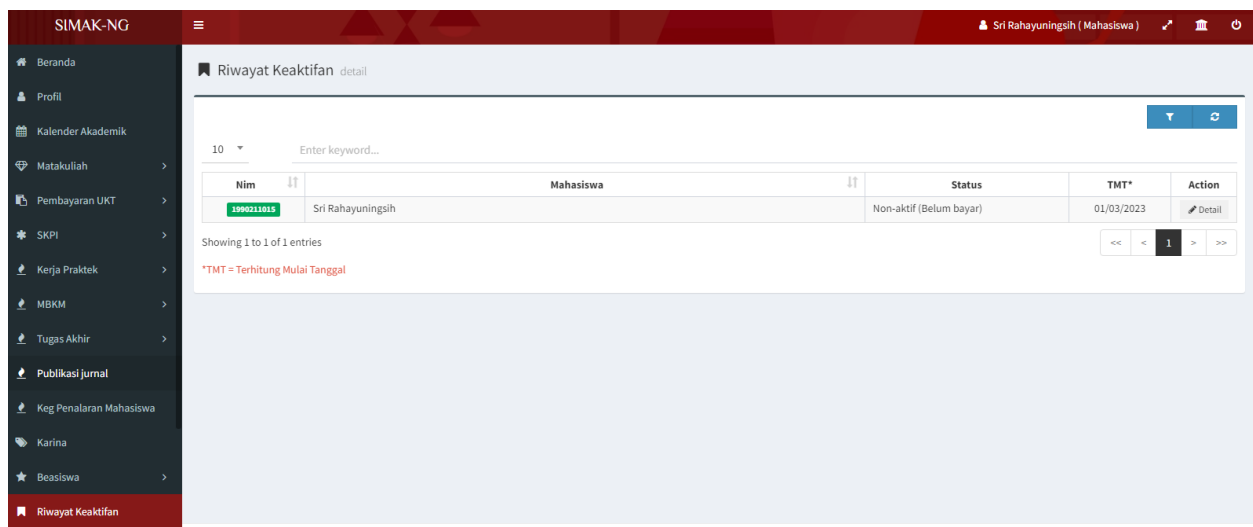 SIMAK-NG
Sri Rahayuningsih ( Mahasiswa )
Beranda
Profil
Kalender Akademik
Matakuliah
Pembayaran UKT
SKPI
Kerja Praktek
MBKM
Tugas Akhir
Publikasi jurnal
Keg Penalaran Mahasiswa
Karina
Beasiswa
Riwayat Keaktifan
Riwayat Keaktifan detail
10 Enter keyword...
Nim Mahasiswa Status TMT* Action
1990211015 Sri Rahayuningsih Non-aktif (Belum bayar) 01/03/2023 Detail
Showing 1 to 1 of 1 entries << < 1 > >>
*TMT = Terhitung Mulai Tanggal